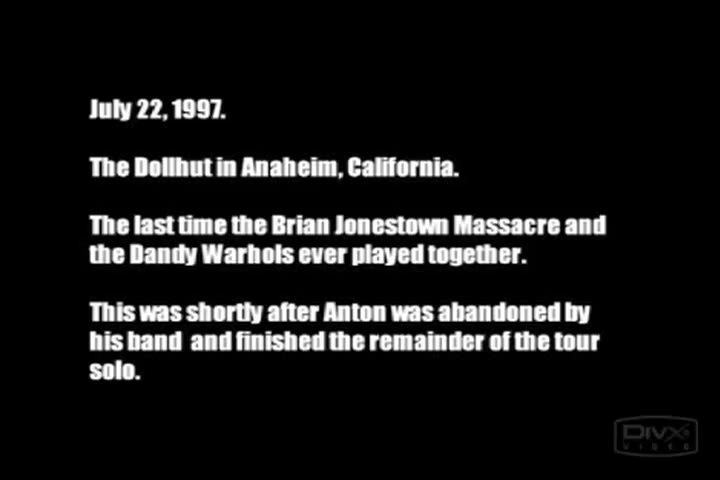 July 22, 1997.
The Dollhut in Anaheim, California.
The last time the Brian Jonestown Massacre and
the Dandy Warhols ever played together.
This was shortly after Anton was abandoned by
his band  and finished the remainder of the tour
solo.
DIVX
VIDEO